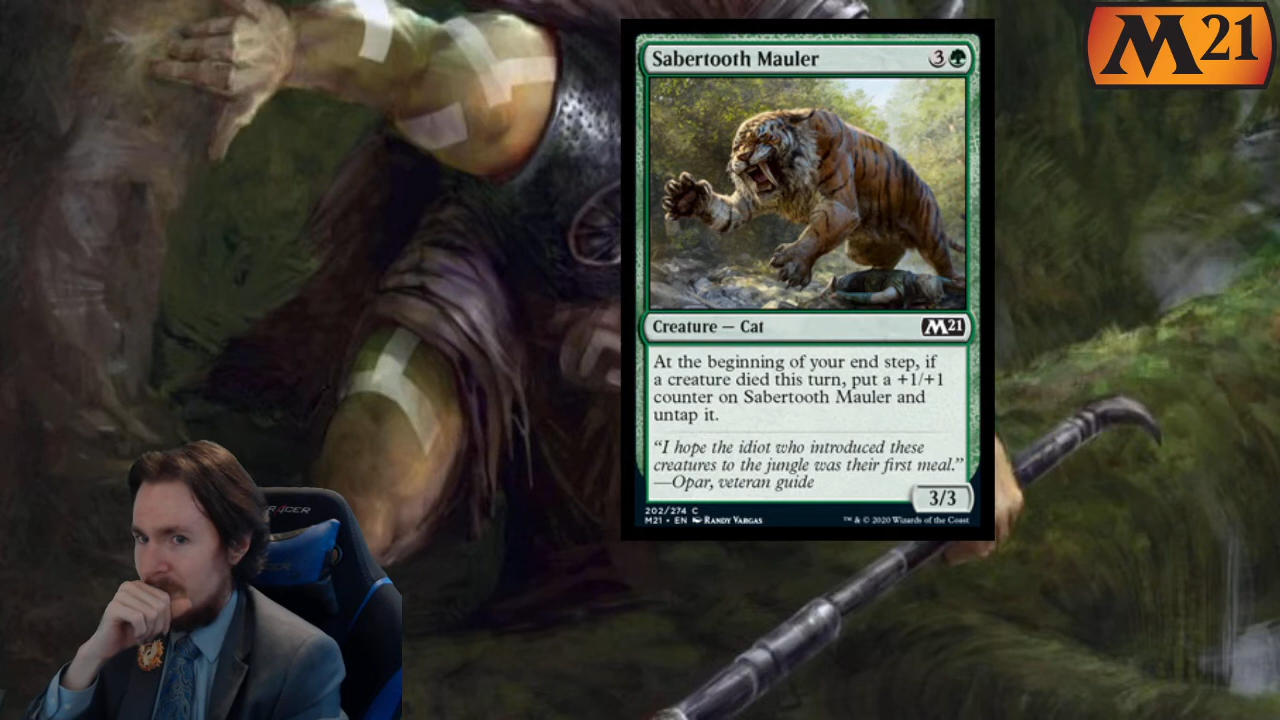 M21
Sabertooth Mauler 3
Creature — Cat
M21
At the beginning of your end step, if
a creature died this turn, put a +1/+1
counter on Sabertooth Mauler and
untap it.
“I hope the idiot who introduced these
creatures to the jungle was their first meal.”
—Opar, veteran guide
3/3
202/274 C
M21 • EN RANDY VARGAS
™ & © 2020 Wizards of the Coast